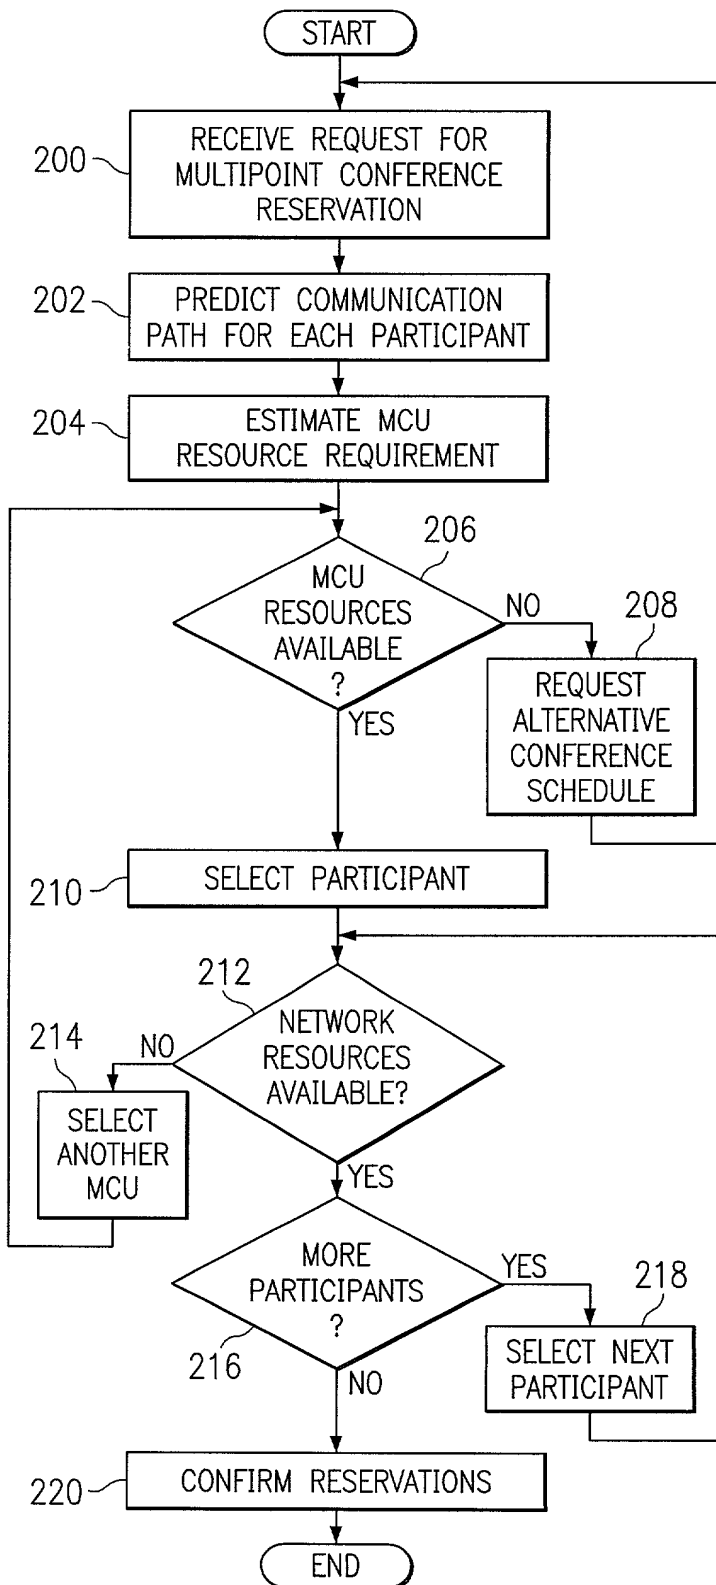 START
200
RECEIVE REQUEST FOR
MULTIPOINT CONFERENCE
RESERVATION
202
PREDICT COMMUNICATION
PATH FOR EACH PARTICIPANT
204
ESTIMATE MCU
RESOURCE REQUIREMENT
206
MCU
RESOURCES
AVAILABLE
?
NO
YES
208
REQUEST
ALTERNATIVE
CONFERENCE
SCHEDULE
210
SELECT PARTICIPANT
212
NETWORK
RESOURCES
AVAILABLE?
NO
YES
214
SELECT
ANOTHER
MCU
MORE
PARTICIPANTS
?
216
YES
NO
218
SELECT NEXT
PARTICIPANT
220
CONFIRM RESERVATIONS
END